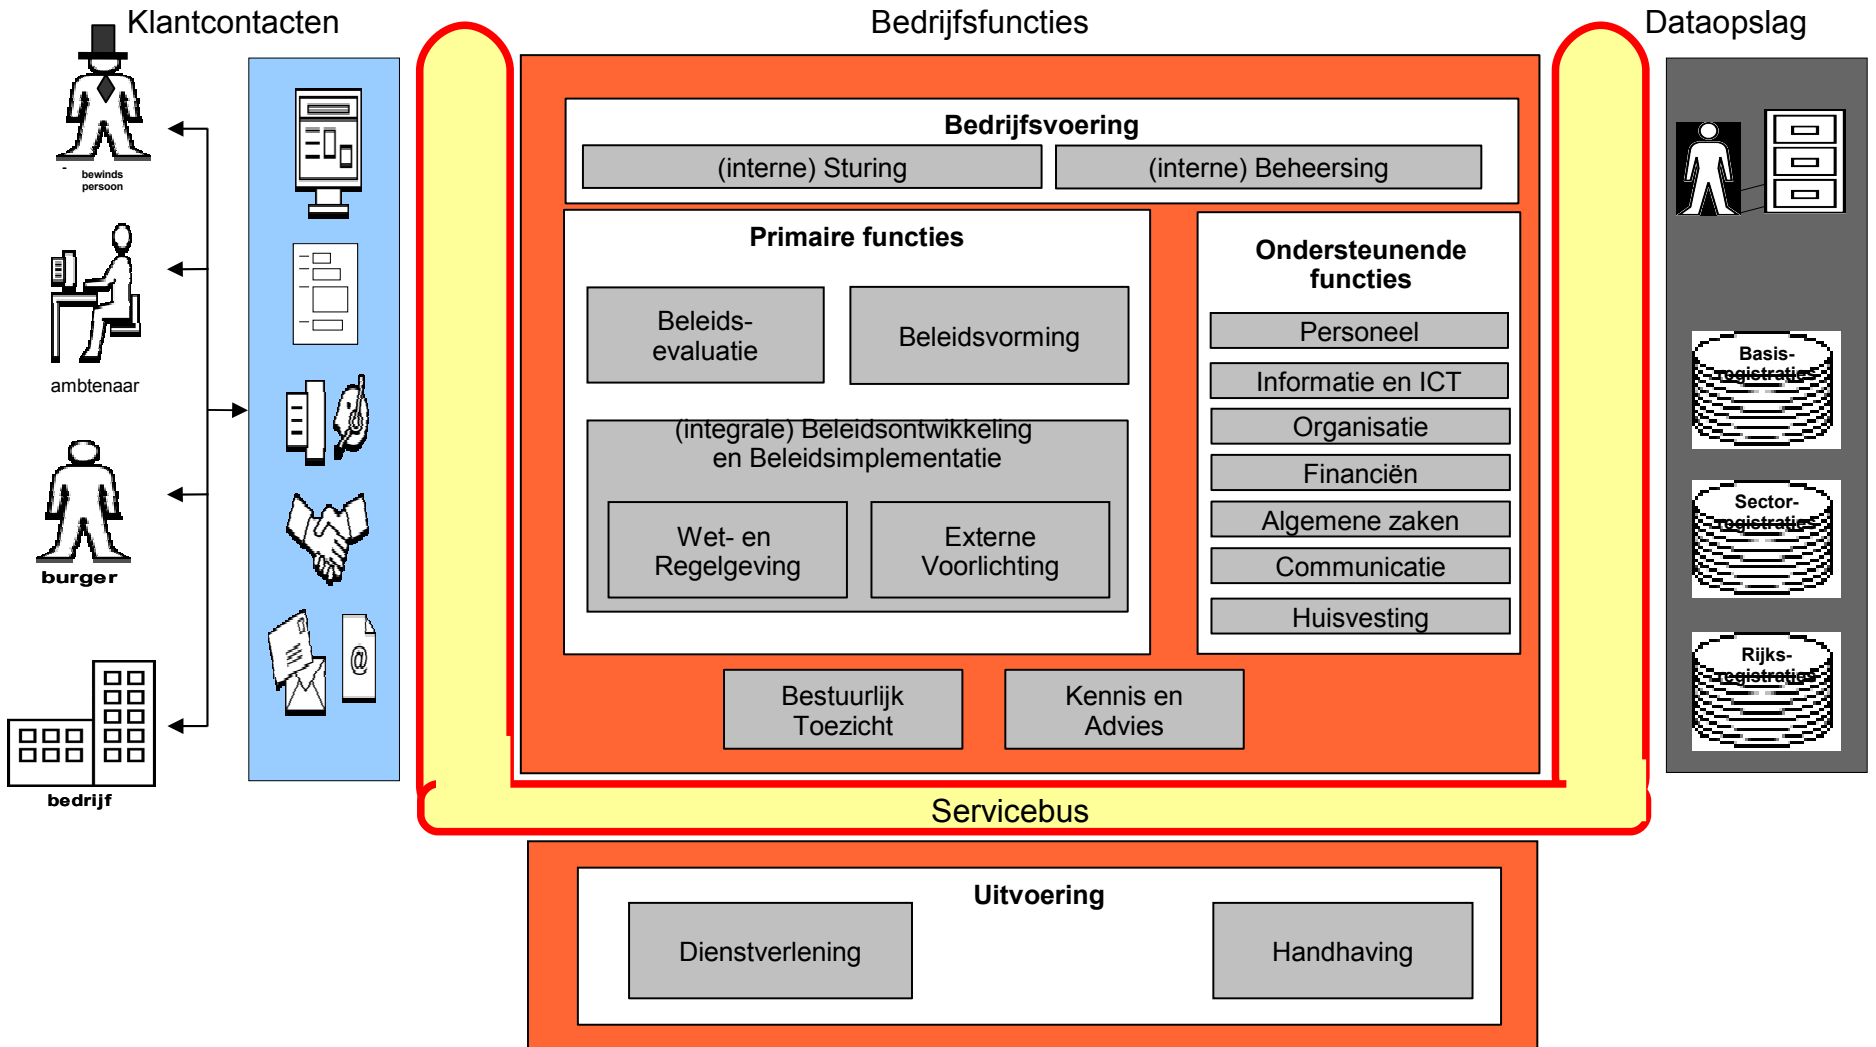 Klantcontacten
Bedrijfsfuncties
Dataopslag
bewinds
persoon
ambtenaar
burger
bedrijf
@
Bedrijfsvoering
(interne) Sturing
(interne) Beheersing
Primaire functies
Beleids-
evaluatie
Beleidsvorming
(integrale) Beleidsontwikkeling
en Beleidsimplementatie
Wet- en
Regelgeving
Externe
Voorlichting
Ondersteunende
functies
Personeel
Informatie en ICT
Organisatie
Financiën
Algemene zaken
Communicatie
Huisvesting
Bestuurlijk
Toezicht
Kennis en
Advies
Basis-
registraties
Sector-
registraties
Rijks-
registraties
Servicebus
Uitvoering
Dienstverlening
Handhaving